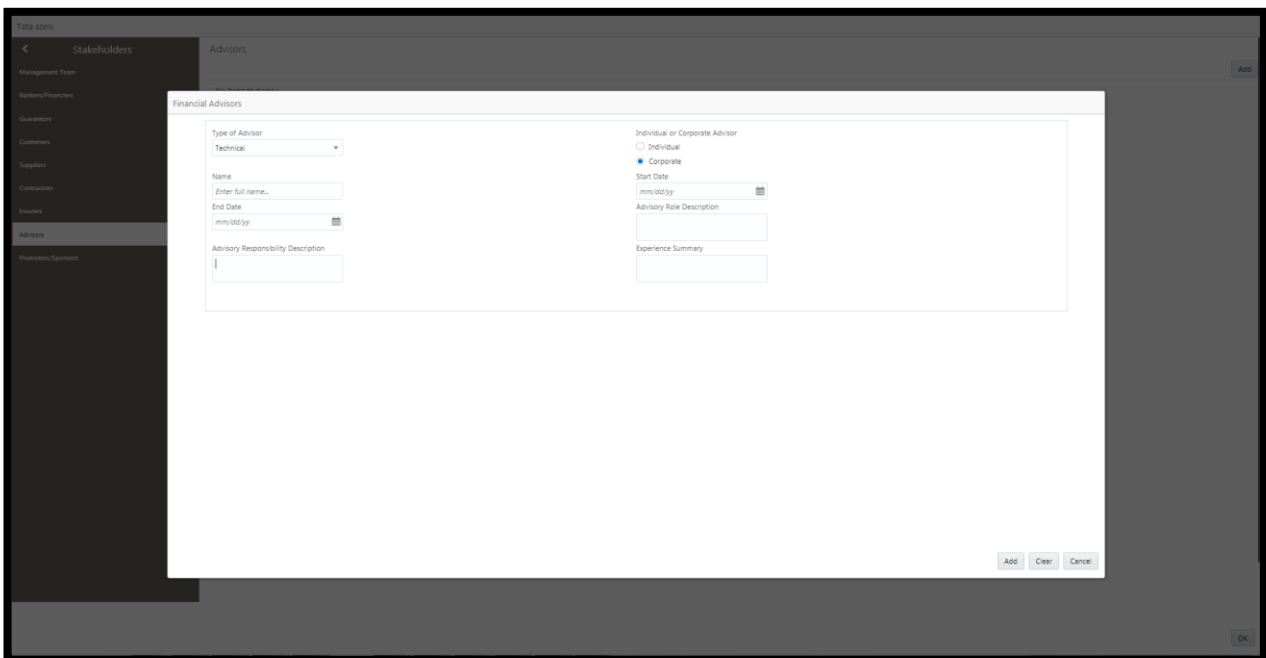 Tata sons
Stakeholders
Advisors
Management Team
Add
Bankers/Financiers
Guarantors
Customers
Suppliers
Contractors
Insurers
Advisors
Promoters/Sponsors
Financial Advisors
Type of Advisor
Technical
Individual or Corporate Advisor
Individual
Corporate
Name
Enter full name...
Start Date
mm/dd/yy
End Date
mm/dd/yy
Advisory Role Description
Advisory Responsibility Description
Experience Summary
Add Clear Cancel
OK